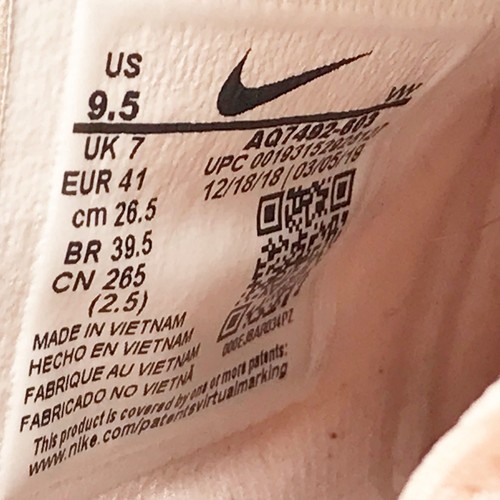 US
9.5
UK 7
EUR 41
cm 26.5
BR 39.5
CN 265
(2.5)
AQ7492-603
UPC
12/18/18 | 03/05/19
MADE IN VIETNAM
HECHO EN VIETNAM
FABRIQUE AU VIETNAM
FABRICADO NO VIETNÃ
This product is covered by one or more patents:
www.nike.com/patentsvirtualmarking